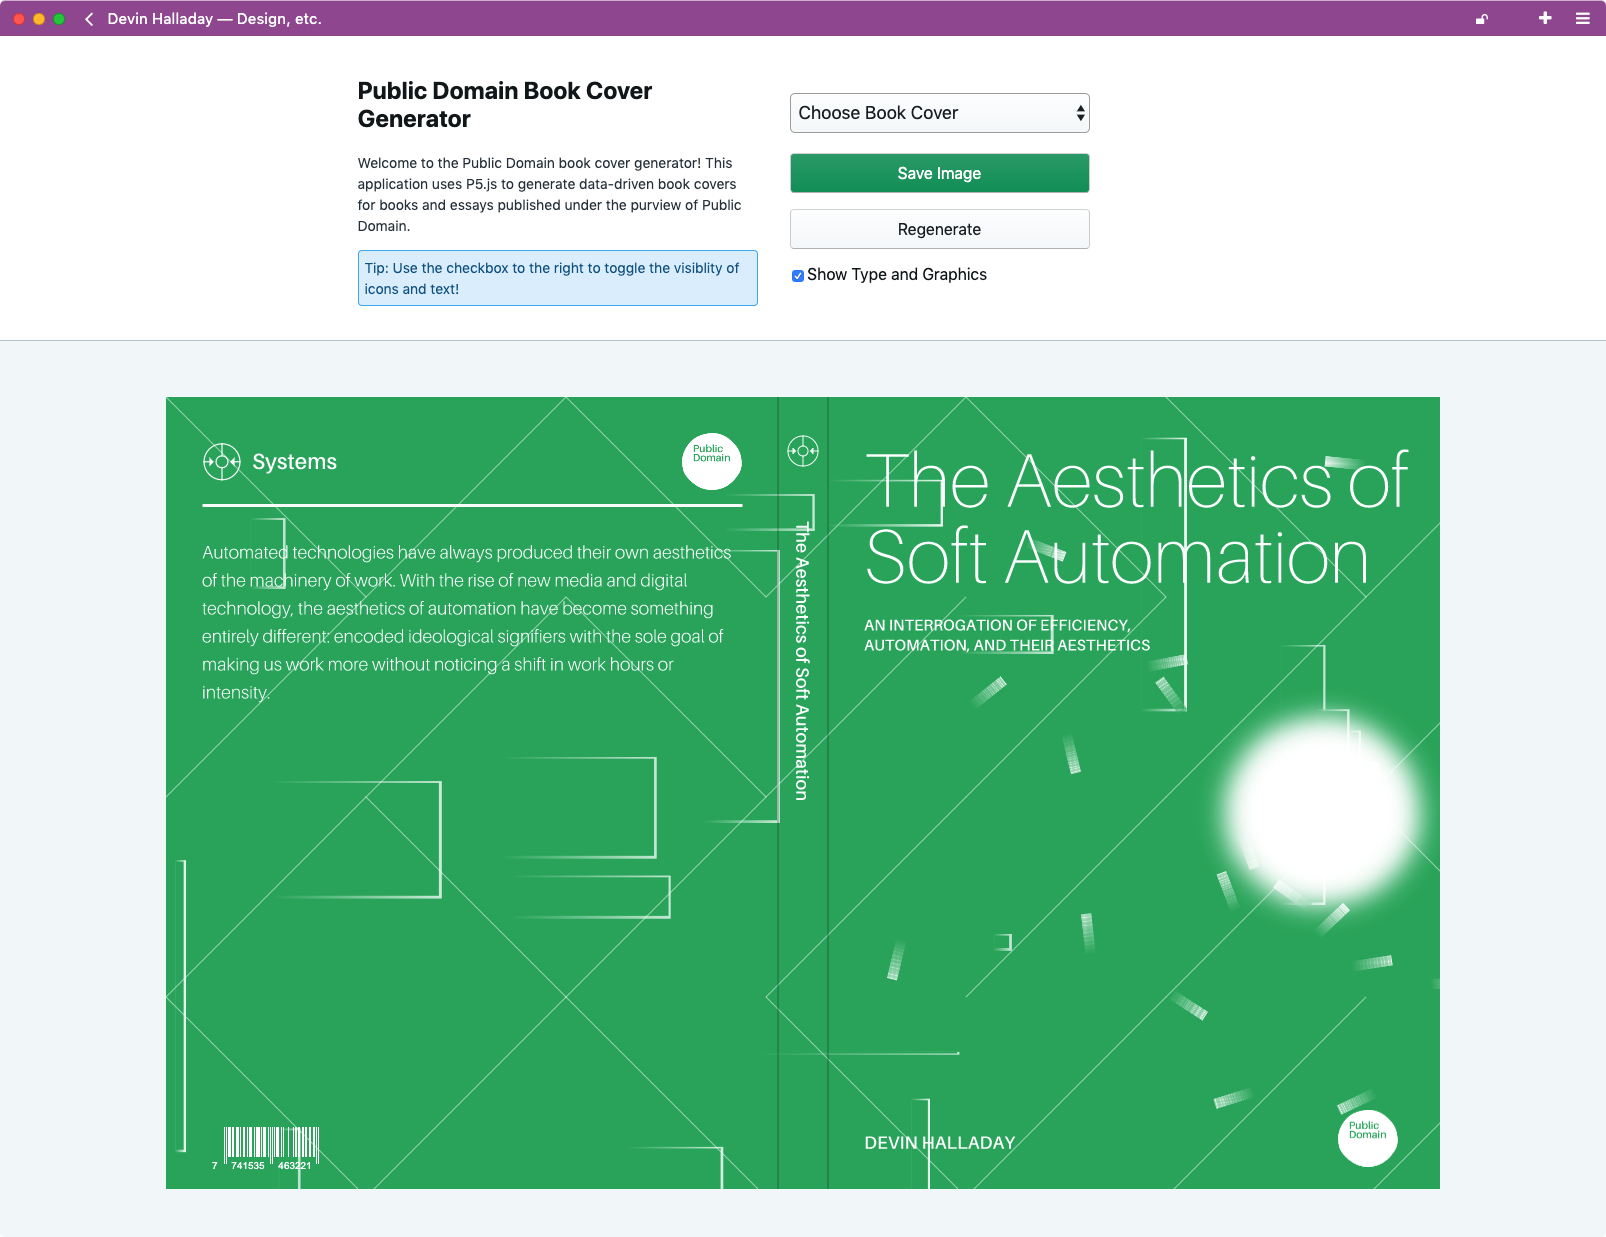 Devin Halladay — Design, etc.
Public Domain Book Cover
Generator
Welcome to the Public Domain book cover generator! This
application uses P5.js to generate data-driven book covers
for books and essays published under the purview of Public
Domain.
Tip: Use the checkbox to the right to toggle the visiblity of
icons and text!
Choose Book Cover
Save Image
Regenerate
Show Type and Graphics
Systems
Public
Domain
Automated technologies have always produced their own aesthetics
of the machinery of work. With the rise of new media and digital
technology, the aesthetics of automation have become something
entirely different: encoded ideological signifiers with the sole goal of
making us work more without noticing a shift in work hours or
intensity.
7 741535 463221
The Aesthetics of Soft Automation
The Aesthetics of
Soft Automation
AN INTERROGATION OF EFFICIENCY,
AUTOMATION, AND THEIR AESTHETICS
DEVIN HALLADAY
Public
Domain